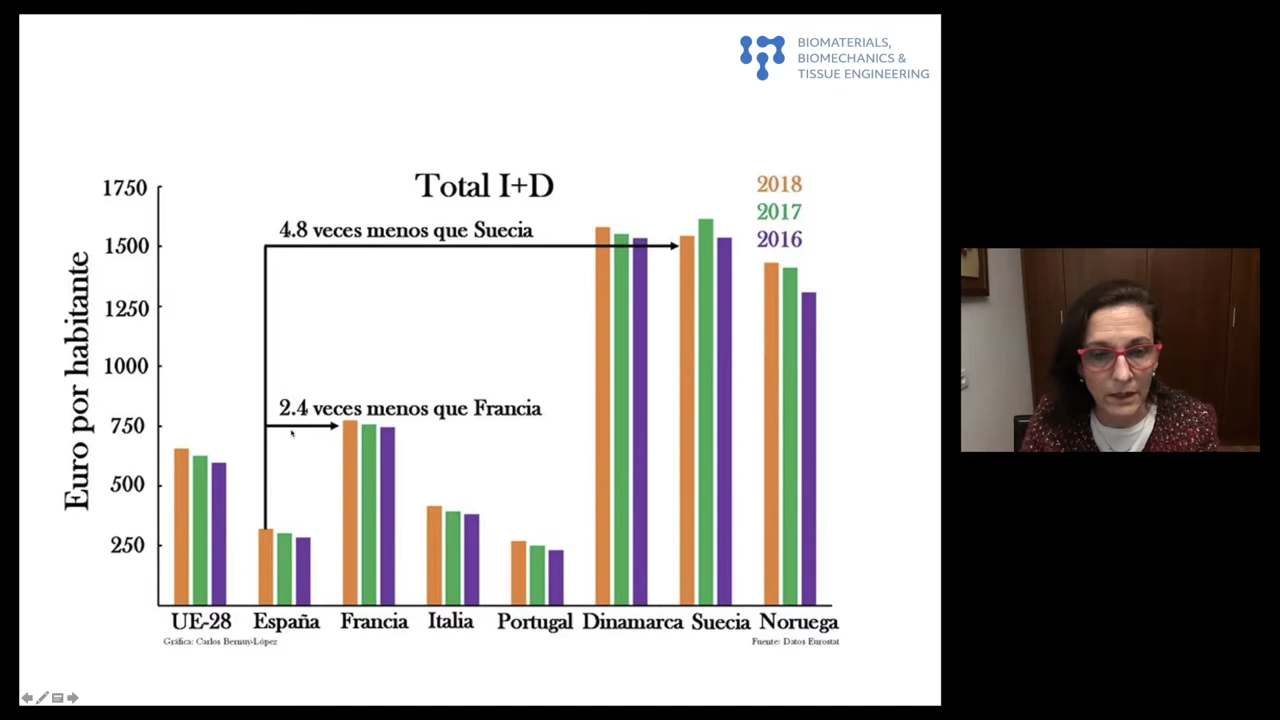 BIOMATERIALS,
BIOMECHANICS &
TISSUE ENGINEERING
Total I+D
2018
2017
2016
Euro por habitante
1750
1500
1250
1000
750
500
250
4.8 veces menos que Suecia
2.4 veces menos que Francia
UE-28 España Francia Italia Portugal Dinamarca Suecia Noruega
Gráfica: Carlos Bernuy-López
Fuente: Datos Eurostat